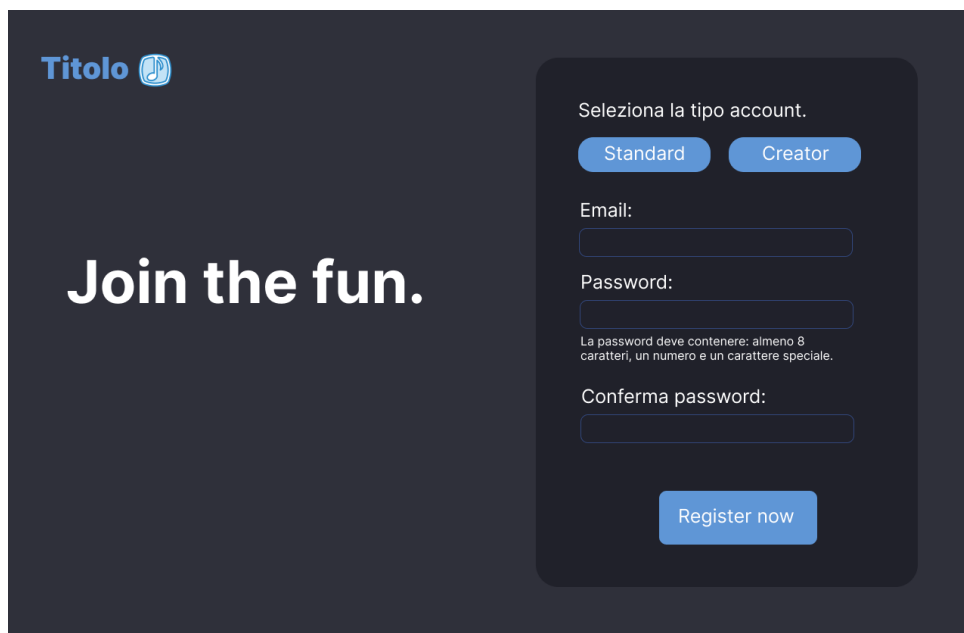 Titolo
Join the fun.
Seleziona la tipo account.
Standard
Creator
Email:
Password:
La password deve contenere: almeno 8
caratteri, un numero e un carattere speciale.
Conferma password:
Register now